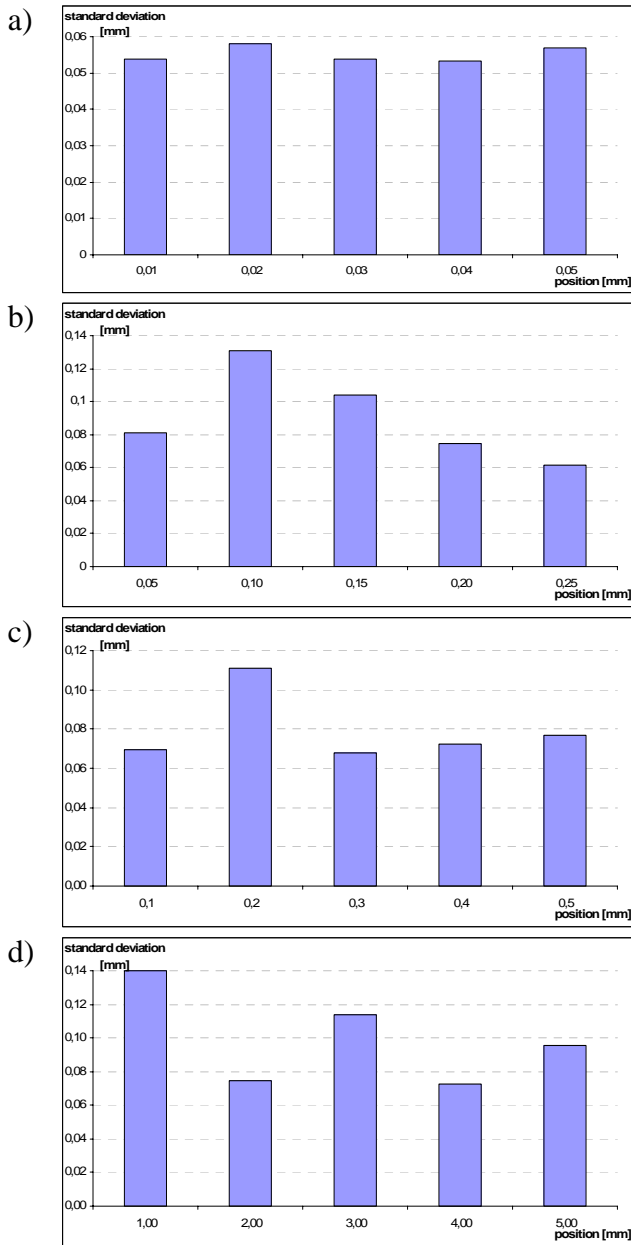 a)
standard deviation
[mm]
0,06
0,05
0,04
0,03
0,02
0,01
0
0,01 0,02 0,03 0,04 0,05
position [mm]
b)
standard deviation
[mm]
0,14
0,12
0,1
0,08
0,06
0,04
0,02
0
0,05 0,10 0,15 0,20 0,25
position [mm]
c)
standard deviation
[mm]
0,12
0,10
0,08
0,06
0,04
0,02
0,00
0,1 0,2 0,3 0,4 0,5
position [mm]
d)
standard deviation
[mm]
0,14
0,12
0,10
0,08
0,06
0,04
0,02
0,00
1,00 2,00 3,00 4,00 5,00
position [mm]